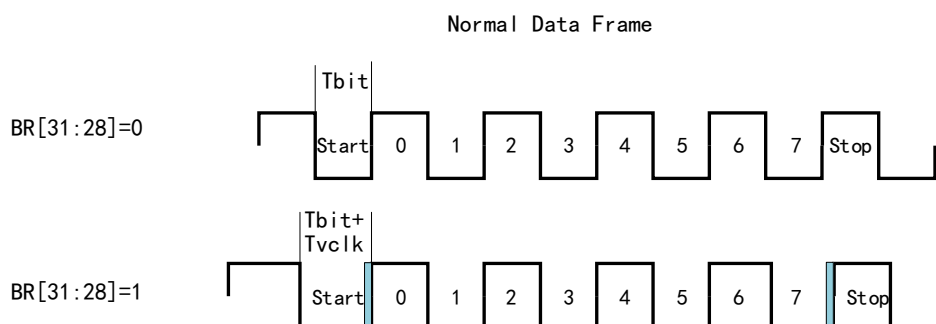 Normal Data Frame
Tbit
BR[31:28]=0
Start 0 1 2 3 4 5 6 7 Stop
Tbit+
Tvclk
BR[31:28]=1
Start 0 1 2 3 4 5 6 7 Stop